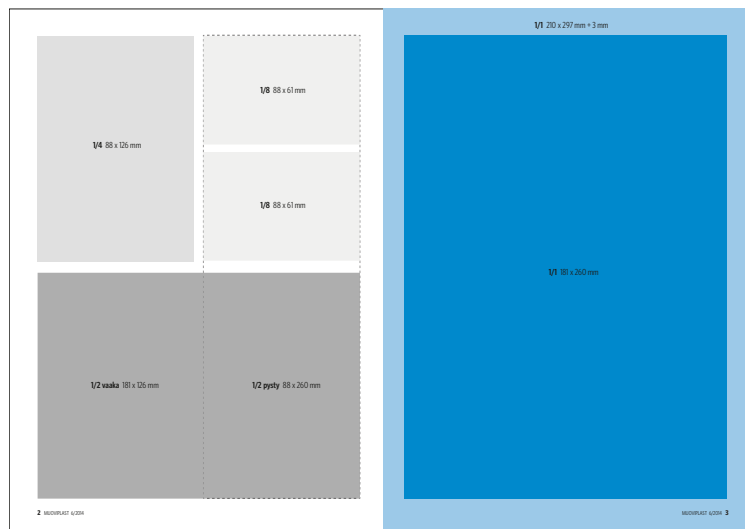 1/4 88 x 126 mm
1/8 88 x 61 mm
1/8 88 x 61 mm
1/2 vaaka 181 x 126 mm
1/2 pysty 88 x 260 mm
2 MUOVIPLAST 6/2014
1/1 210 x 297 mm + 3 mm
1/1 181 x 260 mm
MUOVIPLAST 6/2014 3